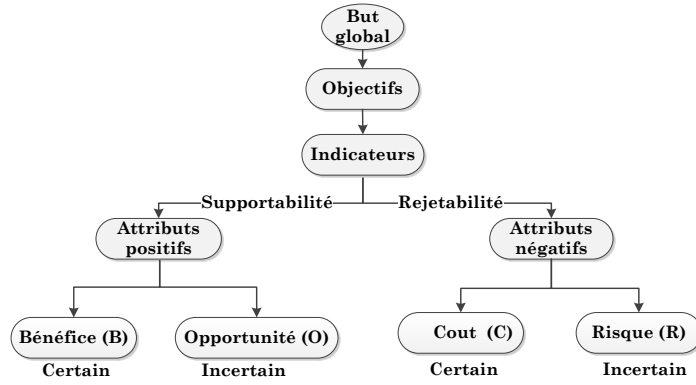 But
global
Objectifs
Indicateurs
Supportabilité
Rejetabilité
Attributs
positifs
Attributs
négatifs
Bénéfice (B)
Opportunité (O)
Cout (C)
Risque (R)
Certain
Incertain
Certain
Incertain